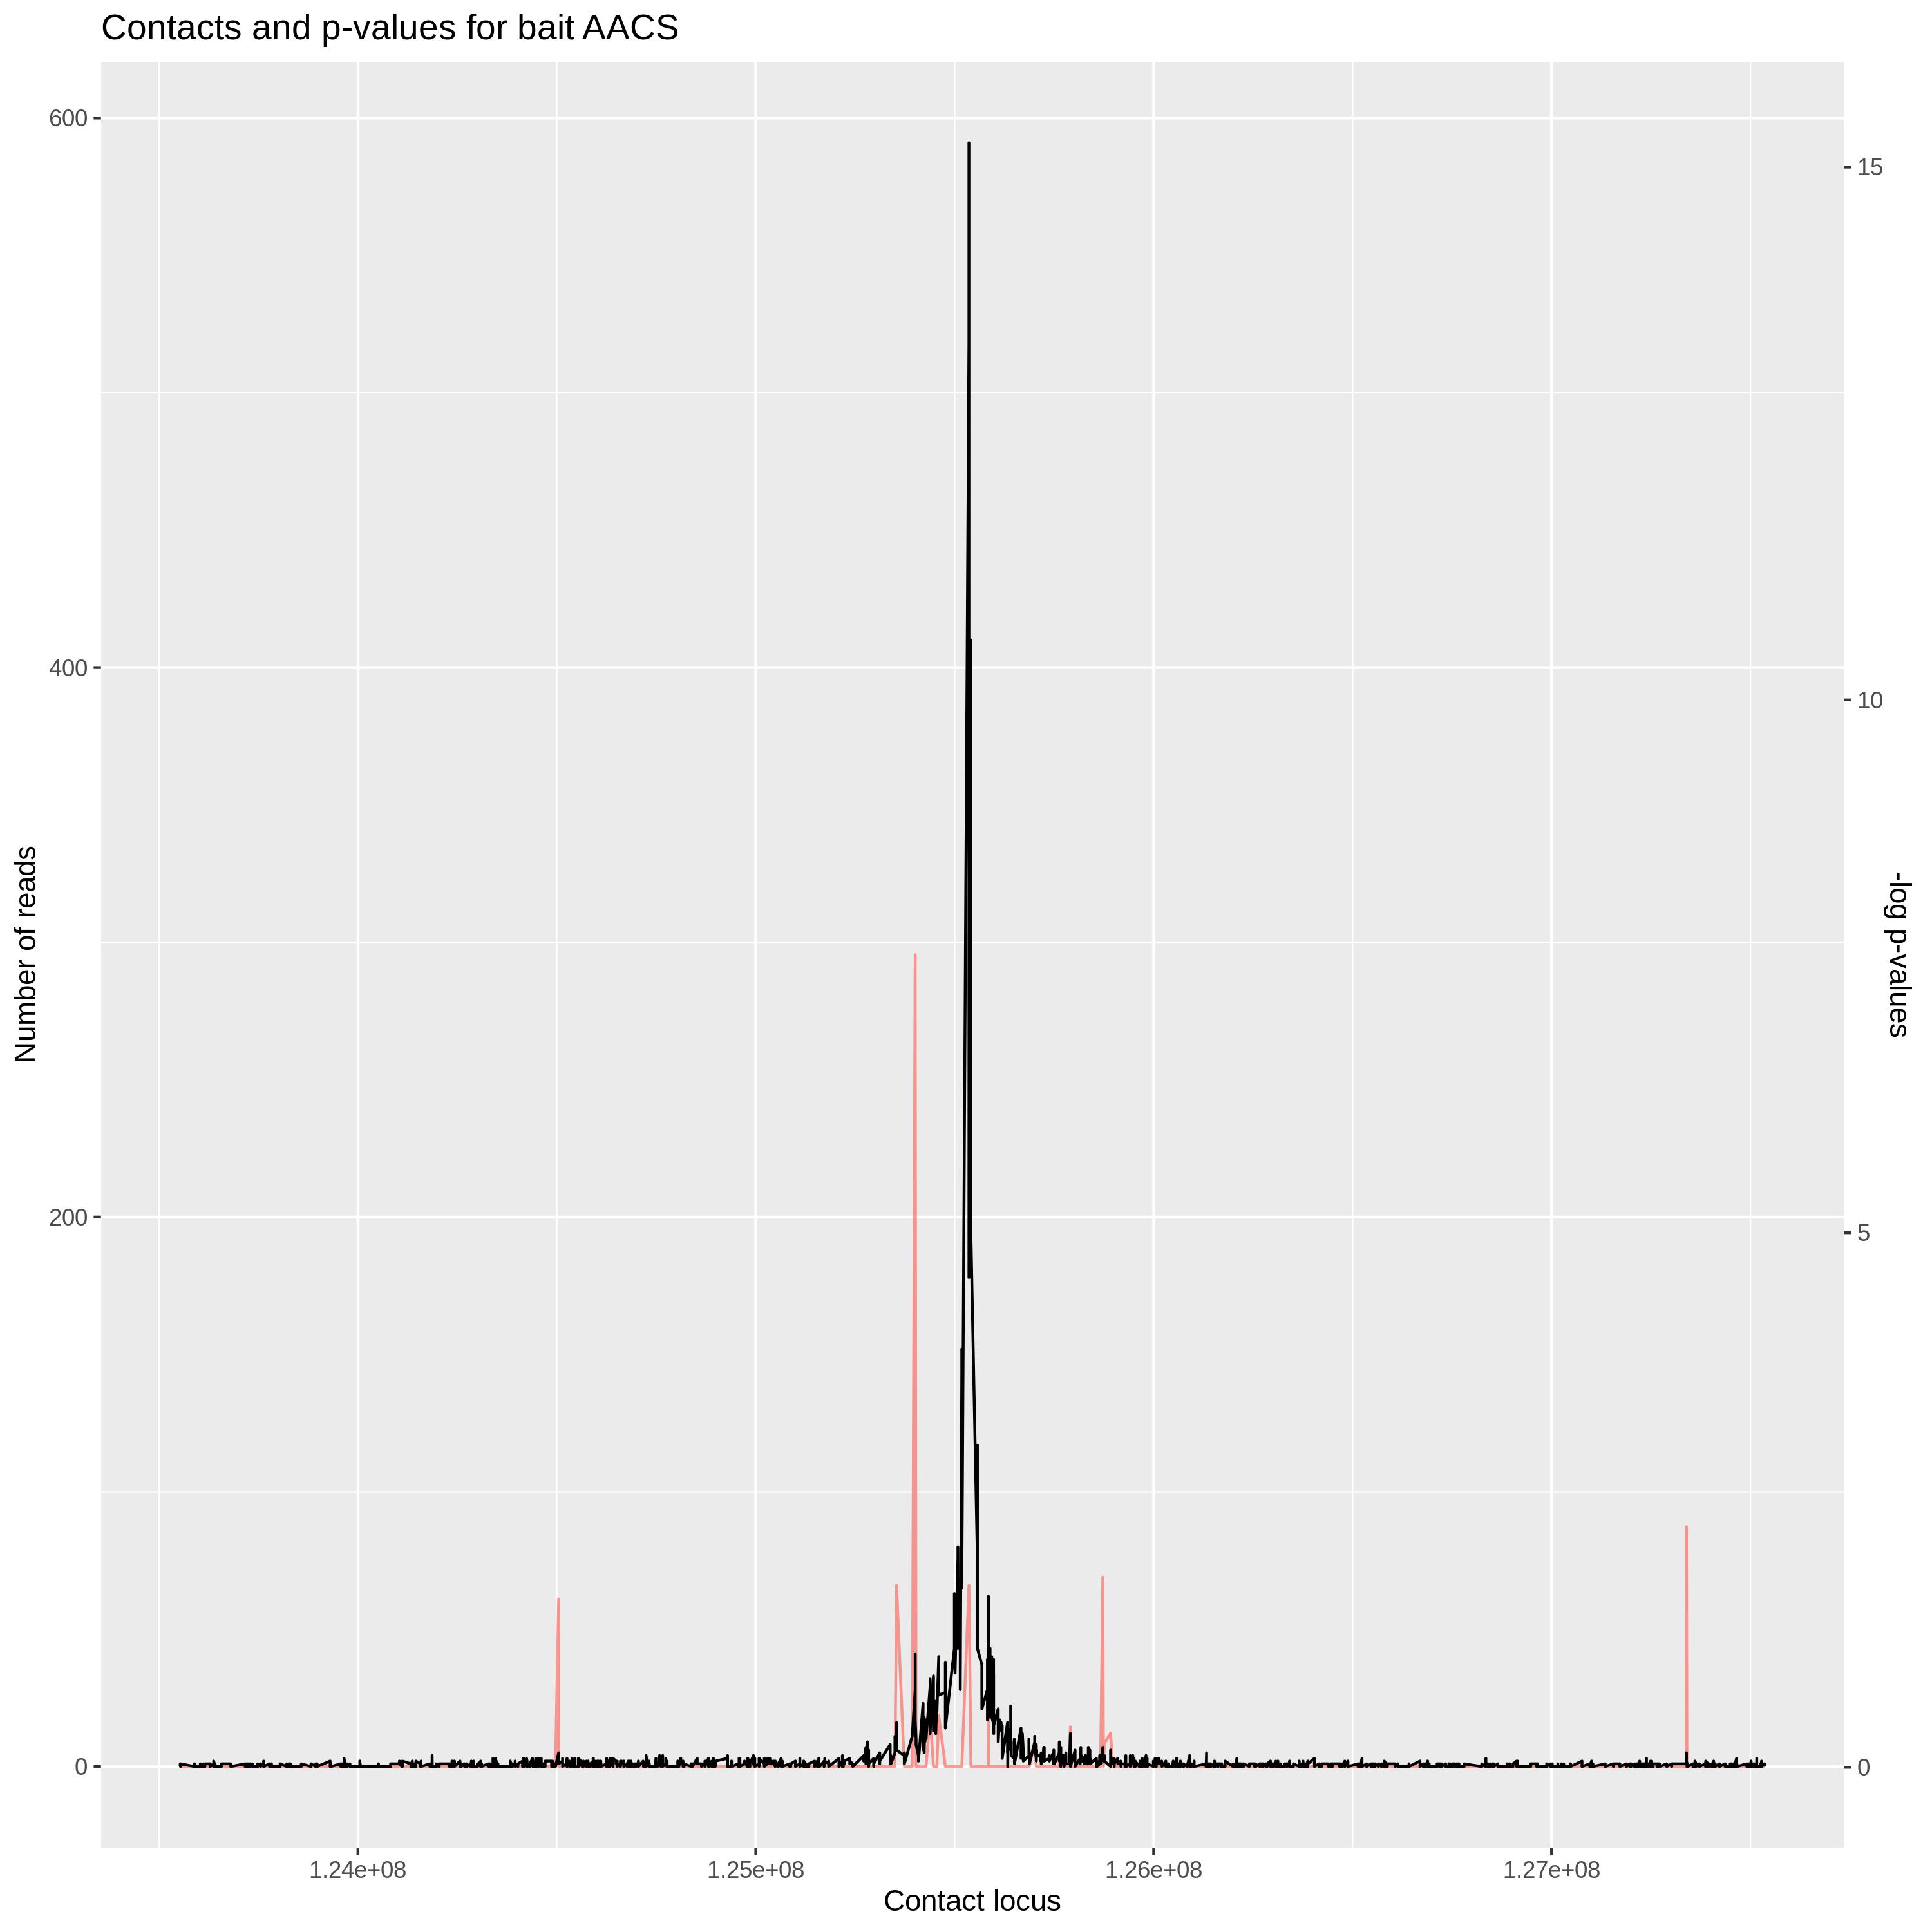 Contacts and p-values for bait AACS
600
400
200
0
Number of reads
15
10
5
0
-log p-values
1.24e+08
1.25e+08
1.26e+08
1.27e+08
Contact locus